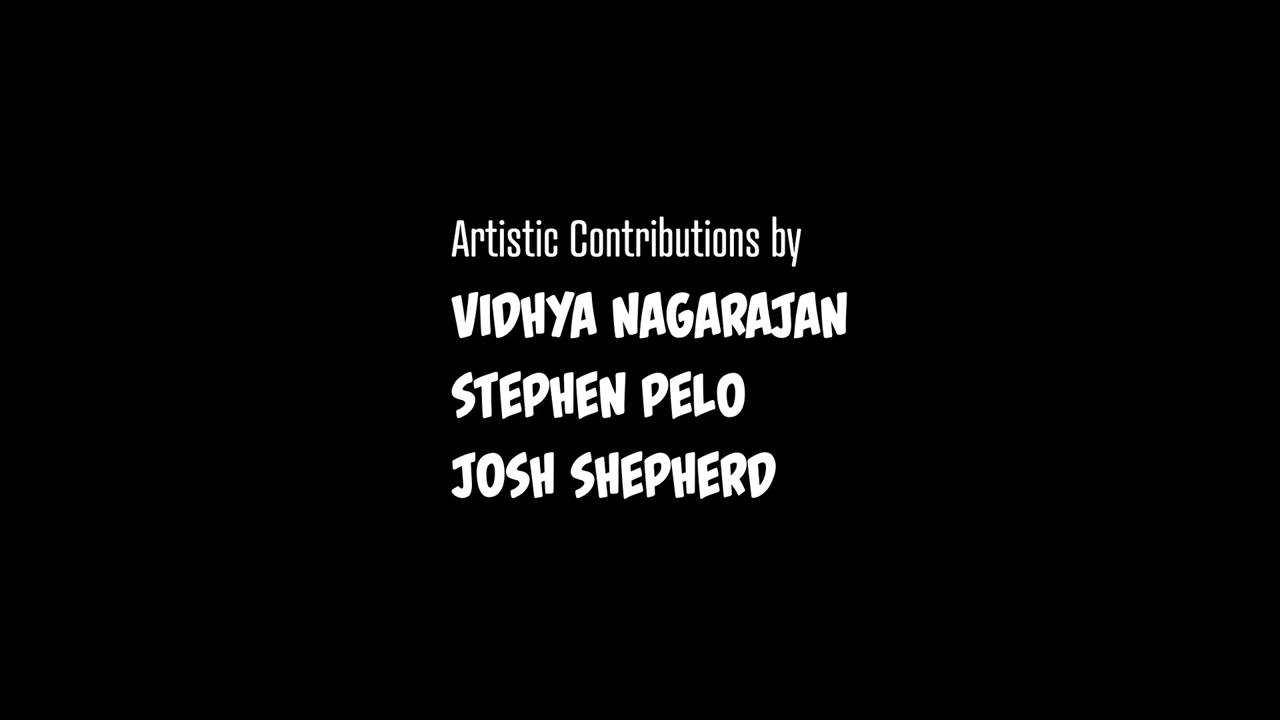 Artistic Contributions by
VIDHYA NAGARAJAN
STEPHEN PELO
JOSH SHEPHERD